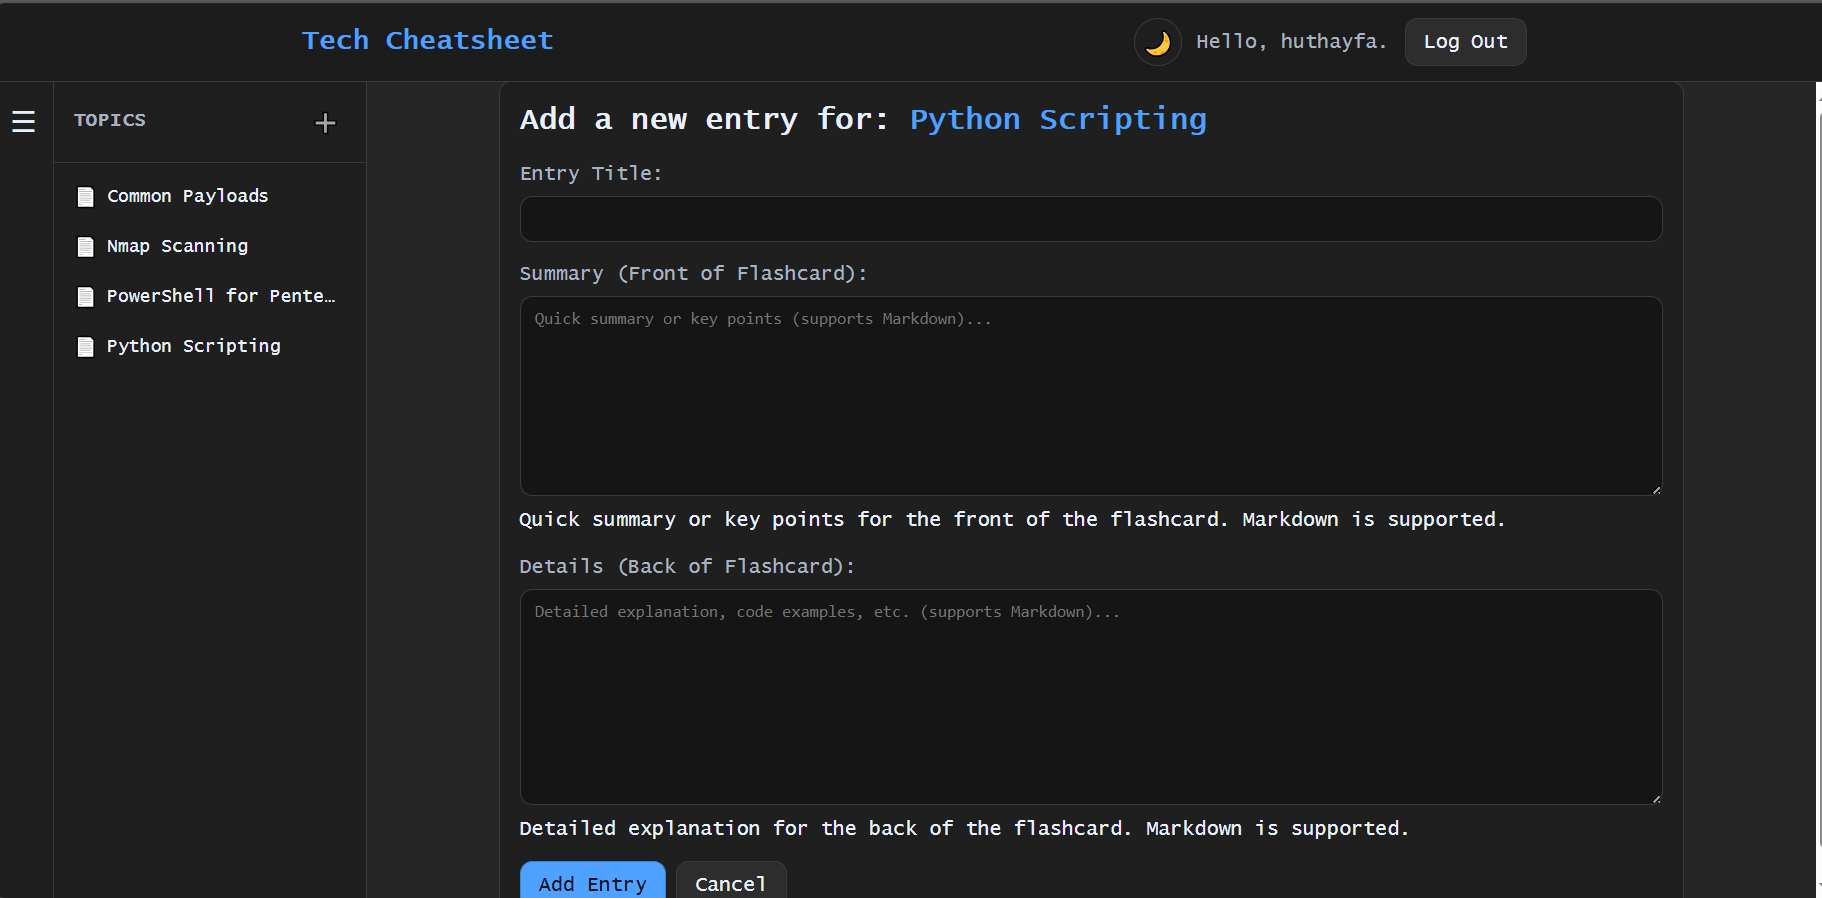 Tech Cheatsheet
Hello, huthayfa.
Log Out
TOPICS
Common Payloads
Nmap Scanning
PowerShell for Pente…
Python Scripting
Add a new entry for: Python Scripting
Entry Title:
Summary (Front of Flashcard):
Quick summary or key points (supports Markdown)...
Quick summary or key points for the front of the flashcard. Markdown is supported.
Details (Back of Flashcard):
Detailed explanation, code examples, etc. (supports Markdown)...
Detailed explanation for the back of the flashcard. Markdown is supported.
Add Entry
Cancel